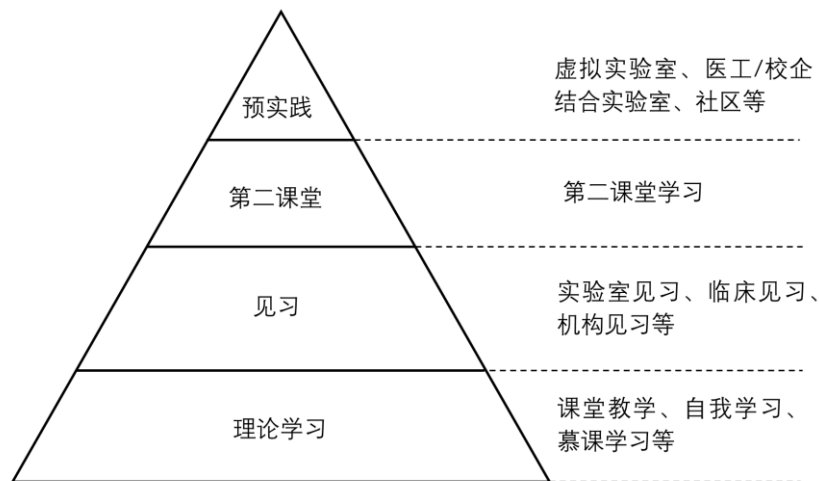 预实践
虚拟实验室、医工/校企
结合实验室、社区等
第二课堂
第二课堂学习
见习
实验室见习、临床见习、
机构见习等
理论学习
课堂教学、自我学习、
慕课学习等